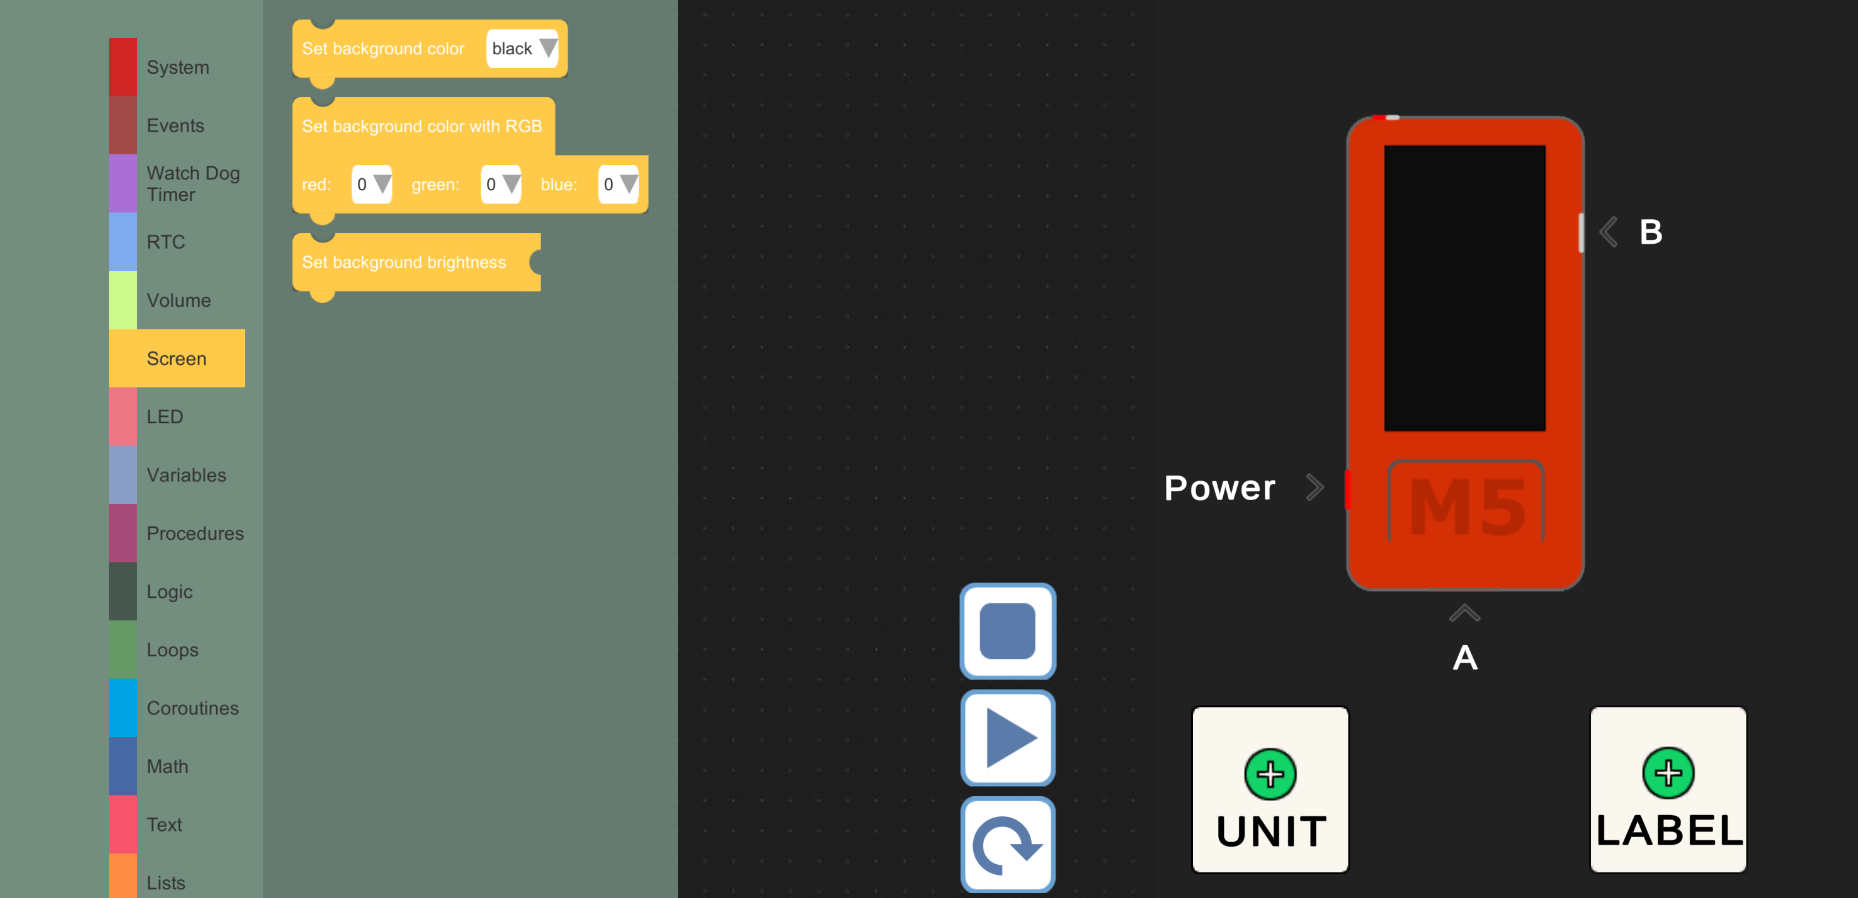 System
Events
Watch Dog
Timer
RTC
Volume
Screen
LED
Variables
Procedures
Logic
Loops
Coroutines
Math
Text
Lists
Set background color black
Set background color with RGB
red: 0 green: 0 blue: 0
Set background brightness
B
Power
M5
A
UNIT
LABEL